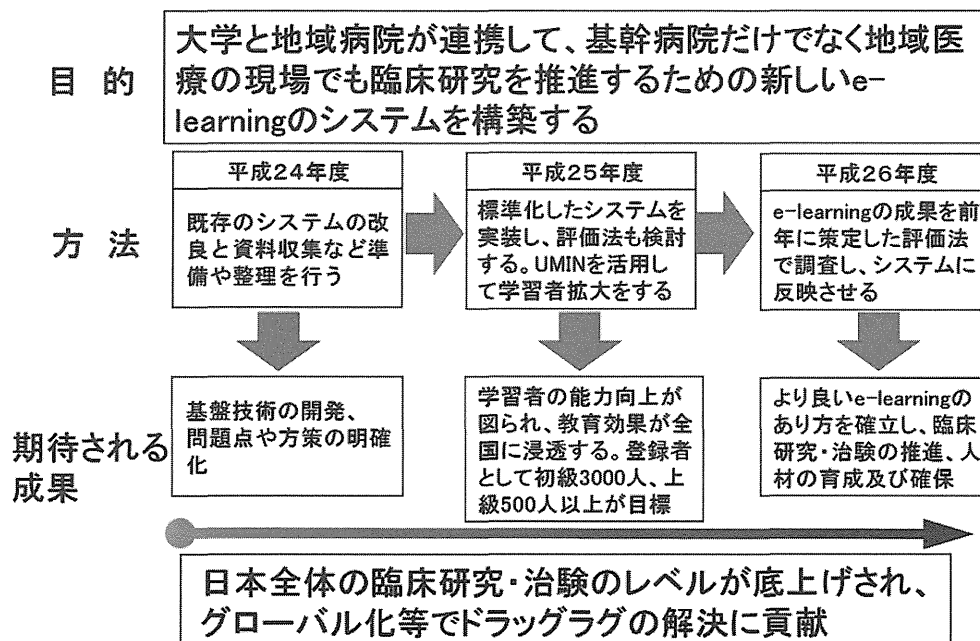 目 的
大学と地域病院が連携して、基幹病院だけでなく地域医
療の現場でも臨床研究を推進するための新しいe-
learningのシステムを構築する
方 法
平成24年度
既存のシステムの改
良と資料収集など準
備や整理を行う
平成25年度
標準化したシステムを
実装し、評価法も検討
する。UMINを活用し
て学習者拡大をする
平成26年度
e-learningの成果を前
年に策定した評価法
で調査し、システムに
反映させる
期待される
成果
基盤技術の開発、
問題点や方策の明確
化
学習者の能力向上が
図られ、教育効果が全
国に浸透する。登録者
として初級3000人、上
級500人以上が目標
より良いe-learningの
あり方を確立し、臨床
研究・治験の推進、人
材の育成及び確保
日本全体の臨床研究・治験のレベルが底上げされ、
グローバル化等でドラッグラグの解決に貢献